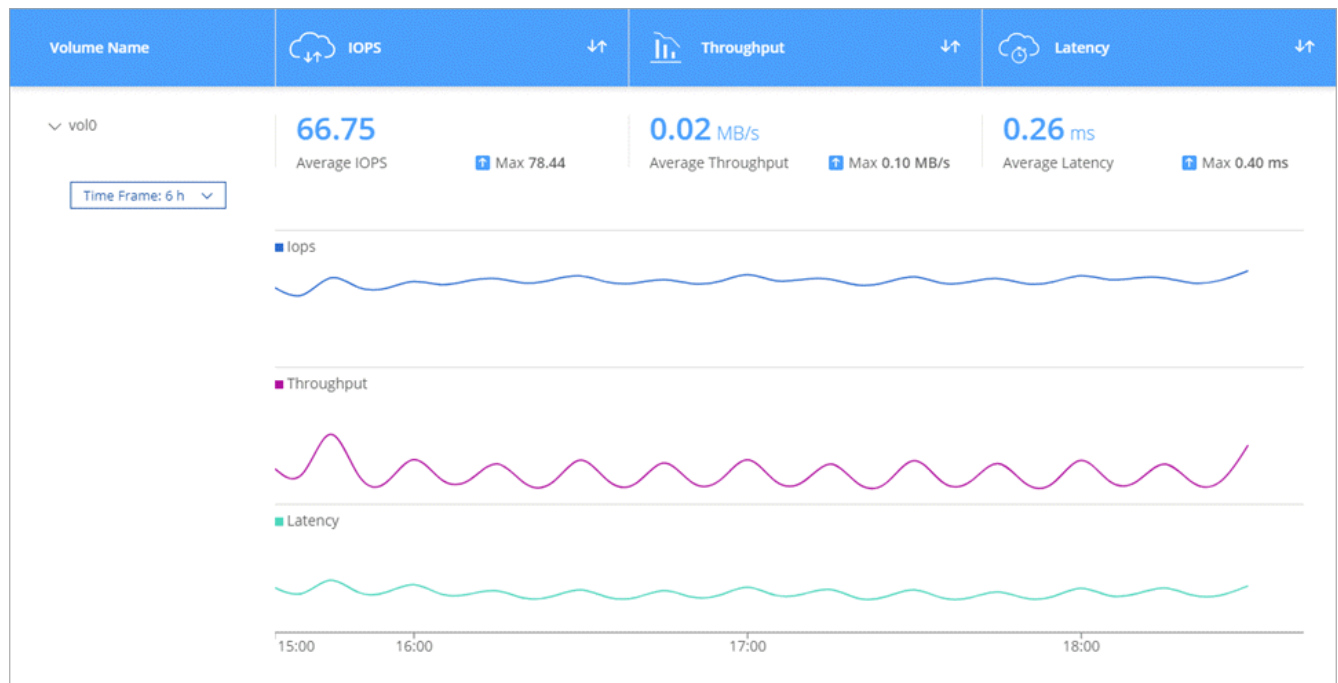 Volume Name IOPS Throughput Latency
vol0 66.75 0.02 MB/s 0.26 ms
Average IOPS Max 78.44 Average Throughput Max 0.10 MB/s Average Latency Max 0.40 ms
Time Frame: 6 h
Iops
Throughput
Latency
15:00 16:00 17:00 18:00